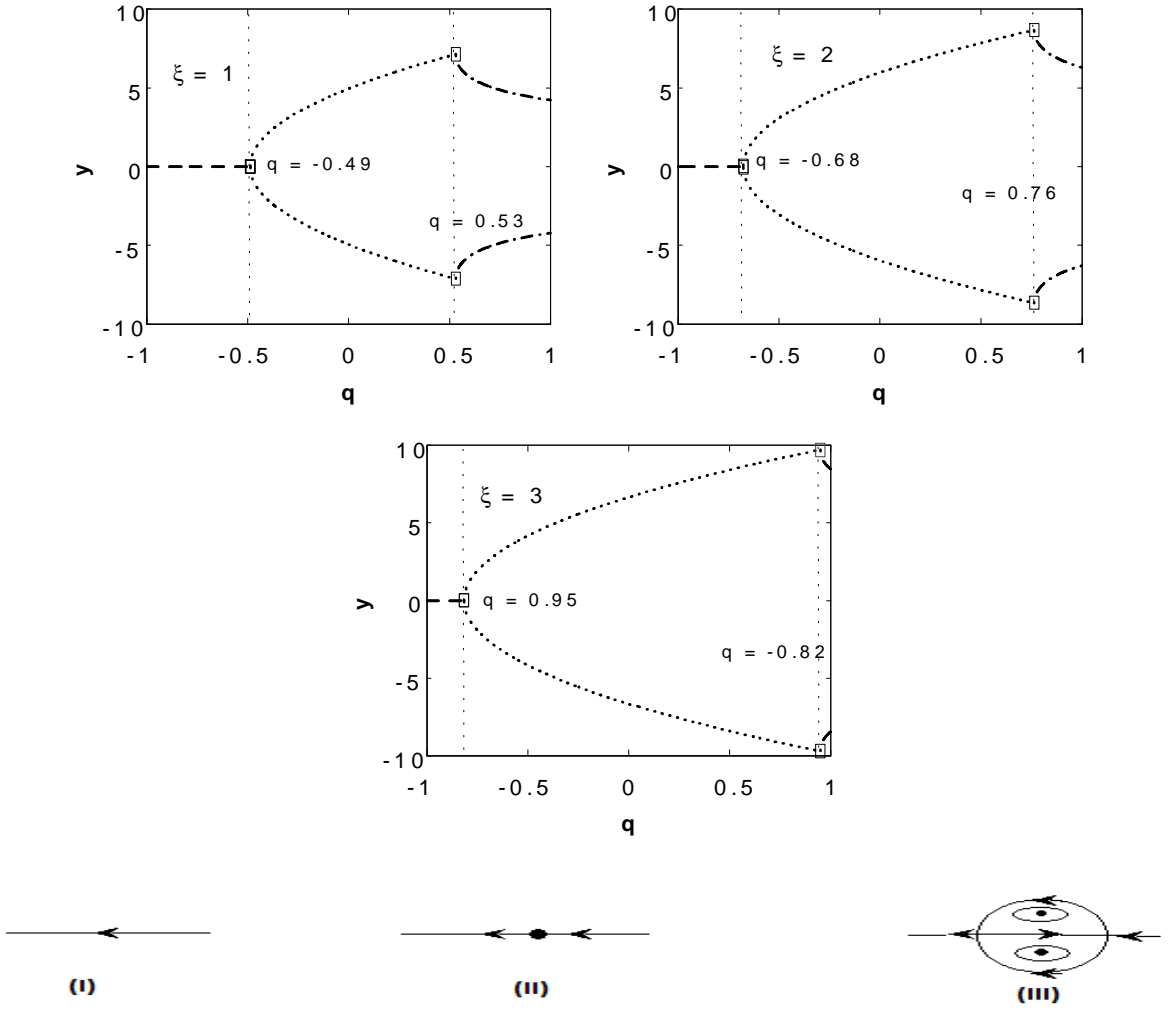 10
5
0
-5
-10
y
ξ = 1
q = -0.49
q = 0.53
-1 -0.5 0 0.5 1
q
10
5
0
-5
-10
y
ξ = 2
q = -0.68
q = 0.76
-1 -0.5 0 0.5 1
q
10
5
0
-5
-10
y
ξ = 3
q = 0.95
q = -0.82
-1 -0.5 0 0.5 1
q
(I) (II) (III)